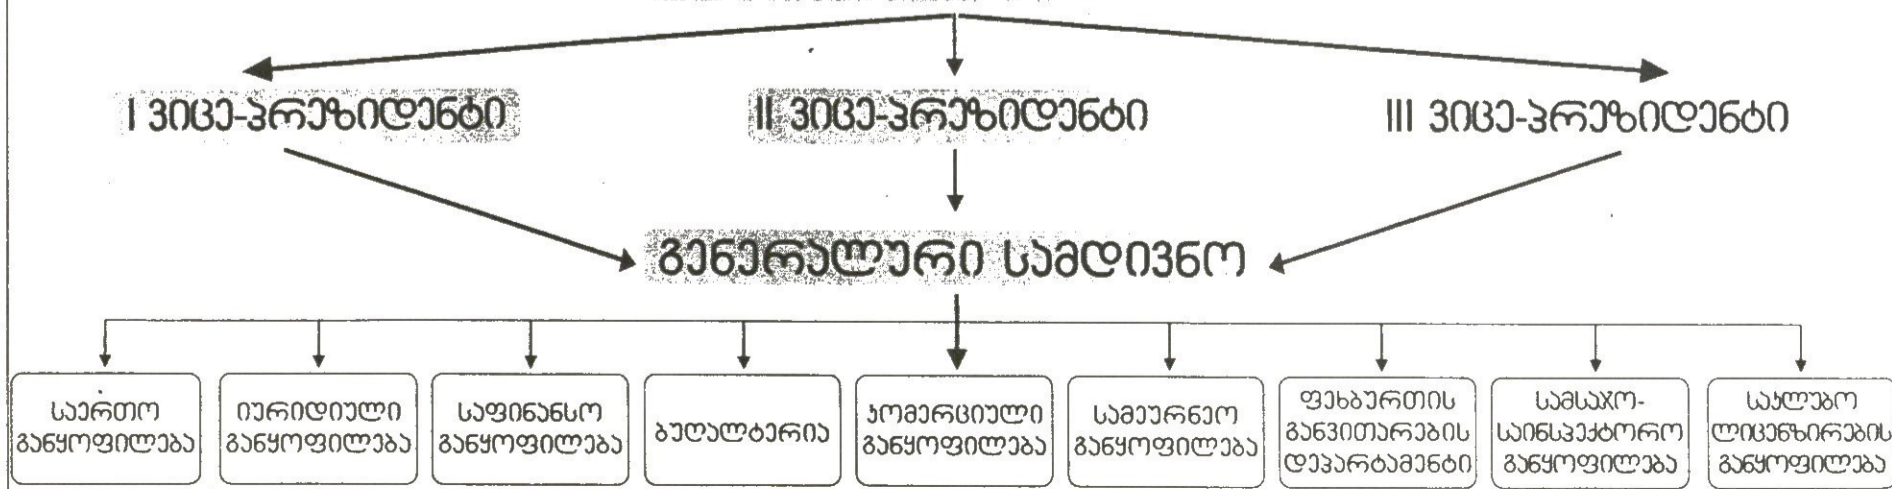 I ვიცე-პრეზიდენტი
II ვიცე-პრეზიდენტი
III ვიცე-პრეზიდენტი
გენერალური სამდივნო
საერთო
განყოფილება
იურიდიული
განყოფილება
საფინანსო
განყოფილება
ბუღალტერია
კომერციული
განყოფილება
სამეურნეო
განყოფილება
ფეხბურთის
განვითარების
დეპარტამენტი
სამსაჯო-
საინსპექტორო
განყოფილება
საკლუბო
ლიცენზირების
განყოფილება